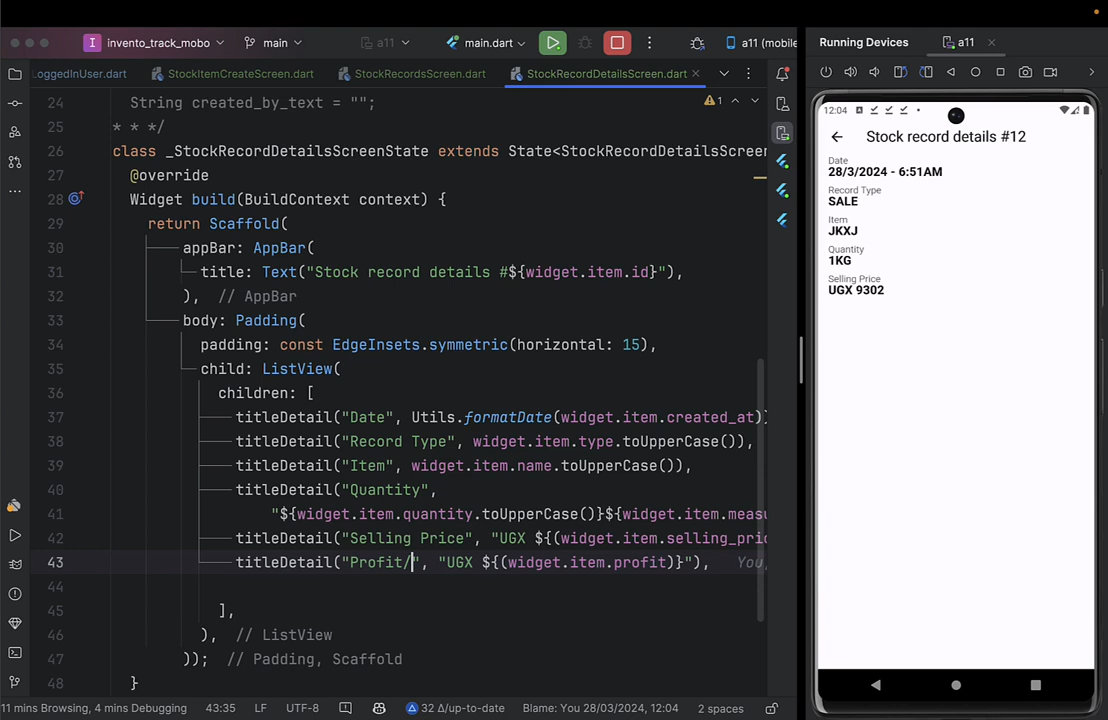 invento_track_mobo
main
a11
main.dart
a11 (mobile
Running Devices
a11
LoggedInUser.dart
StockItemCreateScreen.dart
StockRecordsScreen.dart
StockRecordDetailsScreen.dart
1
24 String created_by_text = "";
25 * * */
26 class _StockRecordDetailsScreenState extends State<StockRecordDetailsScreen
27 @override
28 Widget build(BuildContext context) {
29 return Scaffold(
30 appBar: AppBar(
31 title: Text("Stock record details #${widget.item.id}"),
32 ), // AppBar
33 body: Padding(
34 padding: const EdgeInsets.symmetric(horizontal: 15),
35 child: ListView(
36 children: [
37 titleDetail("Date", Utils.formatDate(widget.item.created_at))
38 titleDetail("Record Type", widget.item.type.toUpperCase()),
39 titleDetail("Item", widget.item.name.toUpperCase()),
40 titleDetail("Quantity",
41 "${widget.item.quantity.toUpperCase()}${widget.item.measu
42 titleDetail("Selling Price", "UGX ${(widget.item.selling_pric
43 titleDetail("Profit/", "UGX ${(widget.item.profit)}"), You,
44
45 ],
46 ), // ListView
47 )); // Padding, Scaffold
48 }
12:04
Stock record details #12
Date
28/3/2024 - 6:51AM
Record Type
SALE
Item
JKXJ
Quantity
1KG
Selling Price
UGX 9302
11 mins Browsing, 4 mins Debugging
43:35
LF
UTF-8
32 Δ/up-to-date
Blame: You 28/03/2024, 12:04
2 spaces